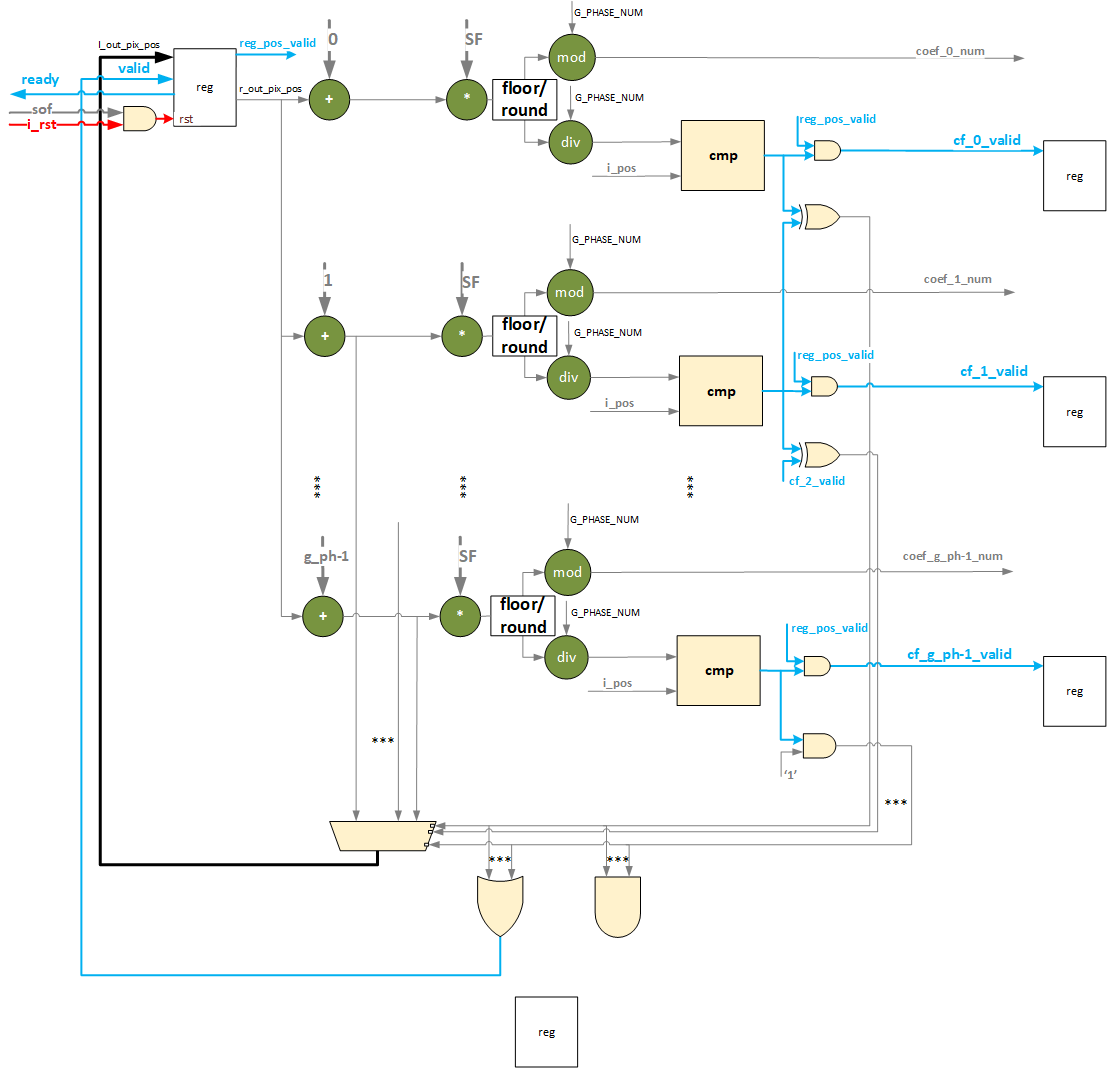 G_PHASE_NUM
0
SF
l_out_pix_pos
reg_pos_valid
mod
coef_0_num
valid
ready
reg
r_out_pix_pos
floor/
round
G_PHASE_NUM
+
*
sof
i_rst
rst
reg_pos_valid
div
cmp
cf_0_valid
i_pos
reg
G_PHASE_NUM
1
SF
mod
coef_1_num
floor/
round
G_PHASE_NUM
+
*
reg_pos_valid
div
cmp
cf_1_valid
i_pos
reg
***
***
***
cf_2_valid
G_PHASE_NUM
g_ph-1
SF
mod
coef_g_ph-1_num
floor/
round
G_PHASE_NUM
+
*
reg_pos_valid
div
cmp
cf_g_ph-1_valid
i_pos
reg
***
'1'
***
***
***
reg